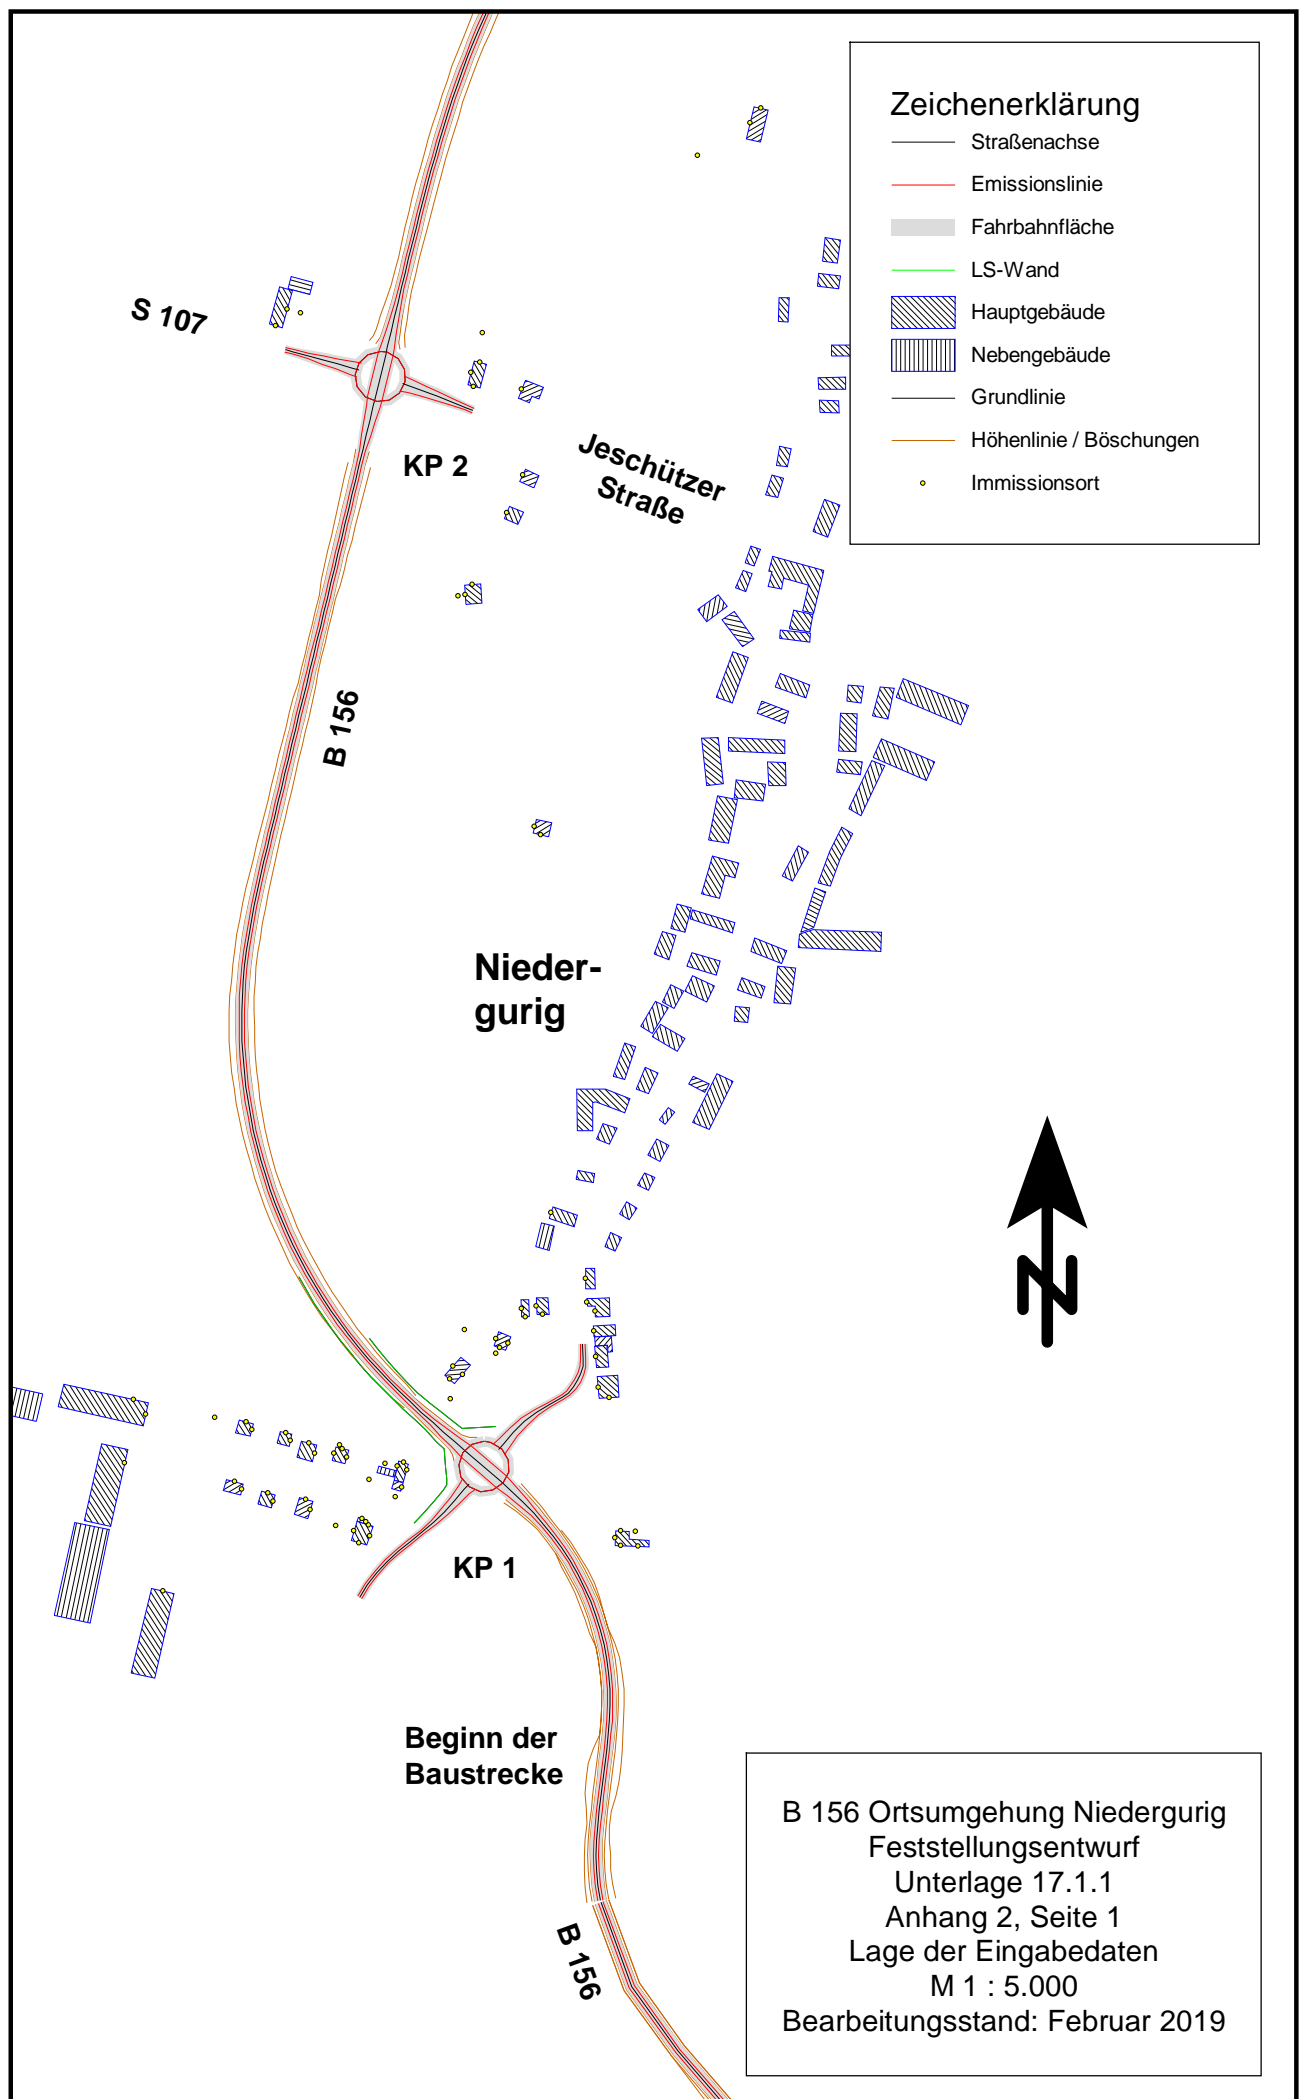 Zeichenerklärung
Straßenachse
Emissionslinie
Fahrbahnfläche
LS-Wand
Hauptgebäude
Nebengebäude
Grundlinie
Höhenlinie / Böschungen
Immissionsort
S 107
KP 2
Jeschützer
Straße
B 156
Nieder-
gurig
N
KP 1
Beginn der
Baustrecke
B 156
B 156 Ortsumgehung Niedergurig
Feststellungsentwurf
Unterlage 17.1.1
Anhang 2, Seite 1
Lage der Eingabedaten
M 1 : 5.000
Bearbeitungsstand: Februar 2019